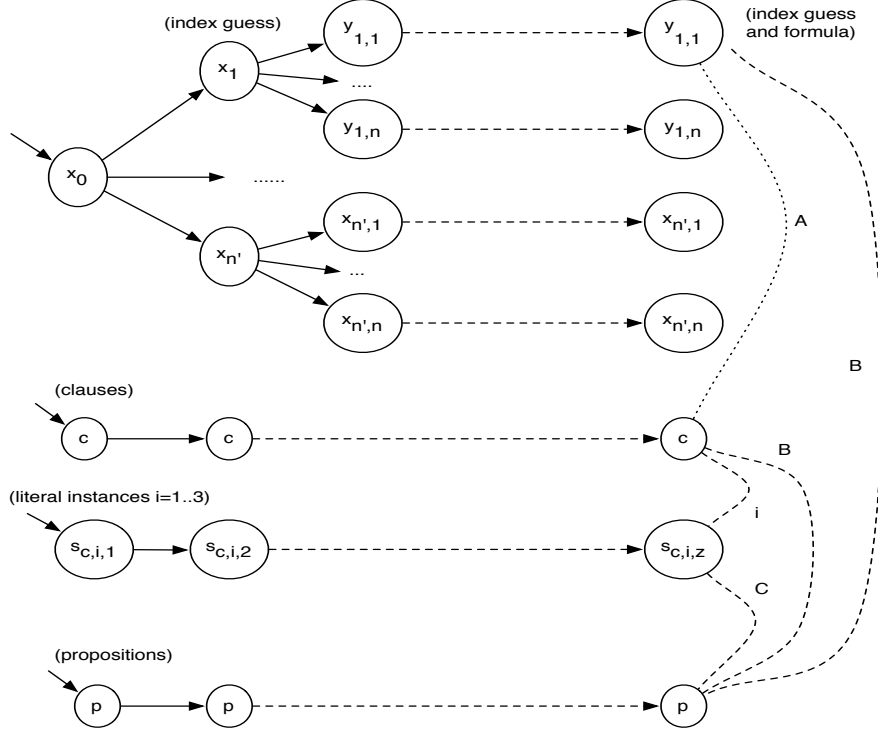 (index guess)
y1,1
y1,1
(index guess
and formula)
x1
....
y1,n
y1,n
x0
......
xn',1
xn',1
A
xn'
...
xn',n
xn',n
B
(clauses)
c
c
c
B
(literal instances i=1..3)
i
sc,i,1
sc,i,2
sc,i,z
C
(propositions)
p
p
p